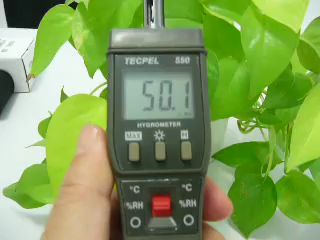 TECPEL 550
50.1
HYGROMETER
MAX H
°C °C
%RH %RH